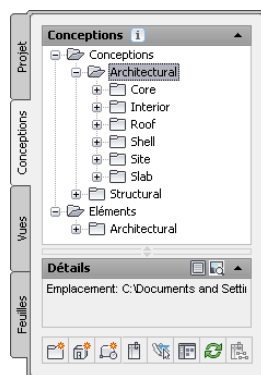 Projet
Conceptions
Vues
Feuilles
Conceptions
Conceptions
Architectural
Core
Interior
Roof
Shell
Site
Slab
Structural
Eléments
Architectural
Détails
Emplacement: C:\Documents and Settin